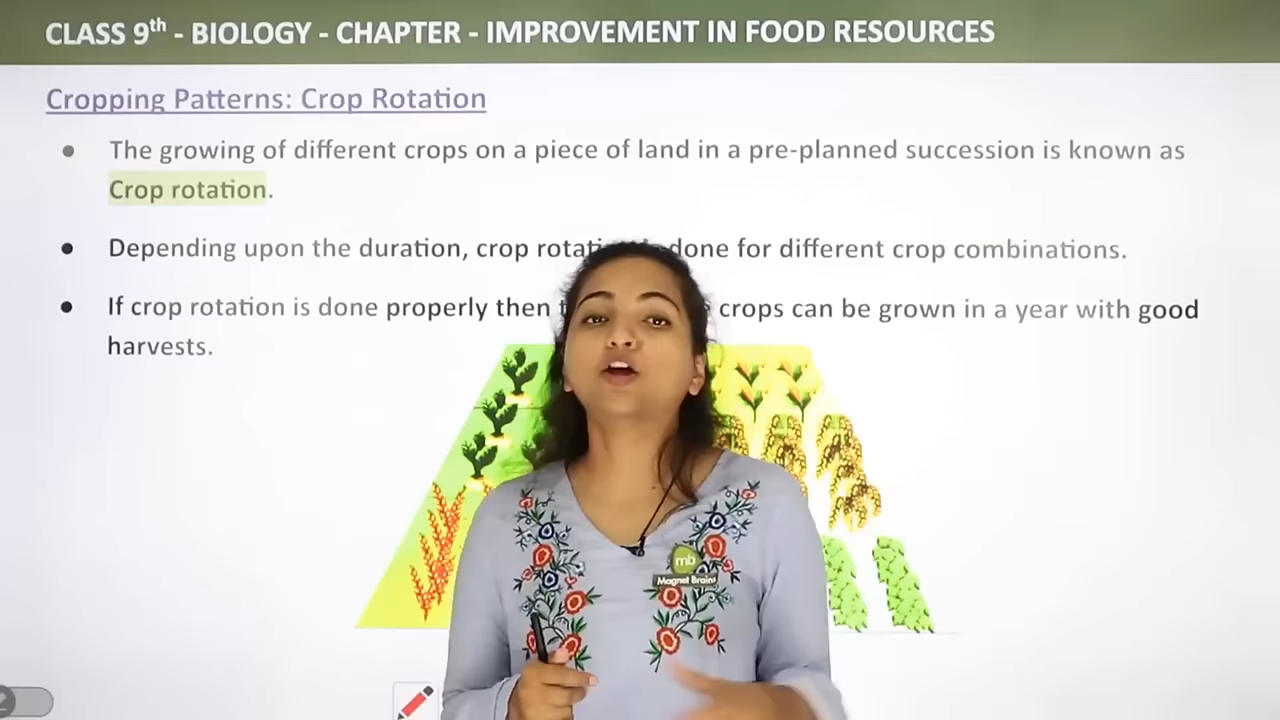 CLASS 9th - BIOLOGY - CHAPTER - IMPROVEMENT IN FOOD RESOURCES
Cropping Patterns: Crop Rotation
● The growing of different crops on a piece of land in a pre-planned succession is known as
Crop rotation.
● Depending upon the duration, crop done for different crop combinations.
● If crop rotation is done properly then crops can be grown in a year with good
harvests.
mb
Magnet Brains